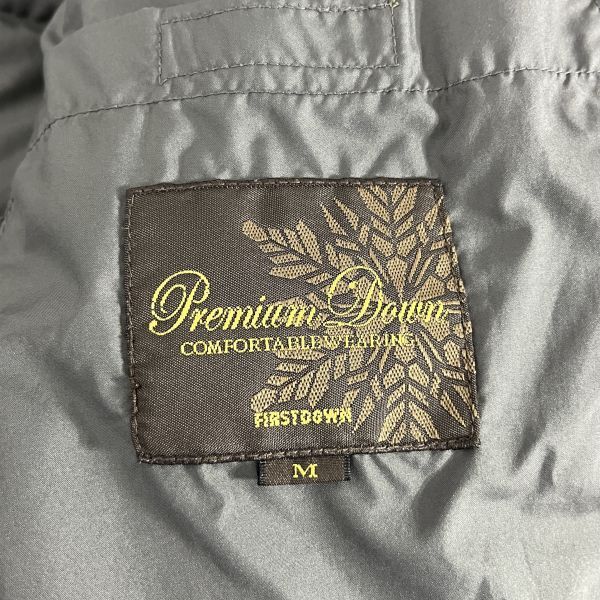 Premium Down
COMFORTABLE WEARING
FIRSTDOWN
M